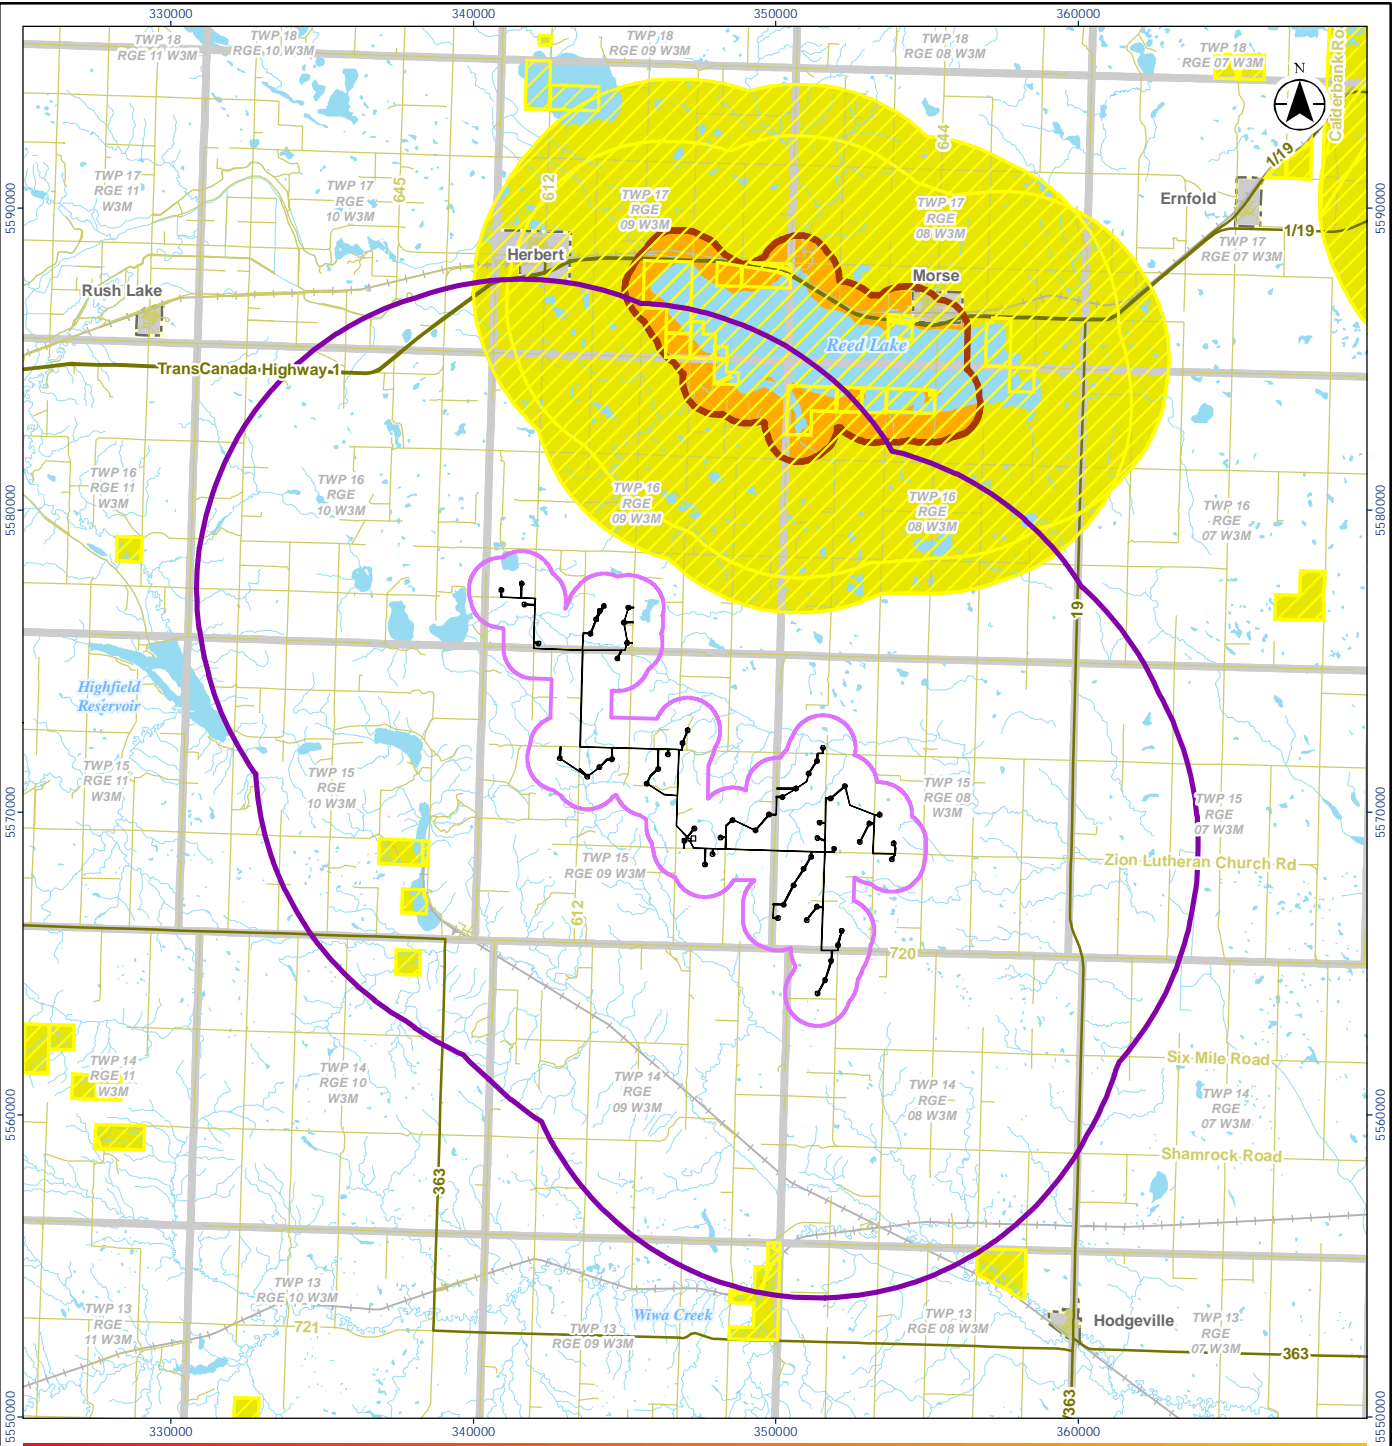 330000
340000
350000
360000
TWP 18
RGE 11 W3M
TWP 18
RGE 10 W3M
TWP 18
RGE 09 W3M
TWP 18
RGE 08 W3M
TWP 18
RGE 07 W3M
Calderbank Ro
N
644
1/19
TWP 17
RGE 11
W3M
TWP 17
RGE
10 W3M
645
612
TWP 17
RGE
09 W3M
TWP 17
RGE
08 W3M
Ernfold
1/19
TWP 17
RGE 07 W3M
5590000
5590000
Herbert
Morse
Rush Lake
Reed Lake
TransCanada Highway 1
TWP 16
RGE 11
W3M
TWP 16
RGE
10 W3M
TWP 16
RGE
09 W3M
TWP 16
RGE
08 W3M
TWP 16
RGE
07 W3M
5580000
5580000
19
Highfield
Reservoir
TWP 15
RGE 11
W3M
TWP 15
RGE
10 W3M
TWP 15
RGE 08
W3M
TWP 15
RGE
07 W3M
5570000
5570000
TWP 15
RGE 09 W3M
Zion Lutheran Church Rd
612
720
TWP 14
RGE 11
W3M
TWP 14
RGE 10
W3M
TWP 14
RGE
09 W3M
TWP 14
RGE
08 W3M
Six Mile Road
TWP 14
RGE
07 W3M
5560000
5560000
Shamrock Road
363
TWP 13
RGE 10 W3M
TWP 13
RGE
11 W3M
721
Wiwa Creek
TWP 13
RGE 09 W3M
TWP 13
RGE 08 W3M
Hodgeville
TWP 13
RGE
07 W3M
363
363
5550000
5550000
330000
340000
350000
360000